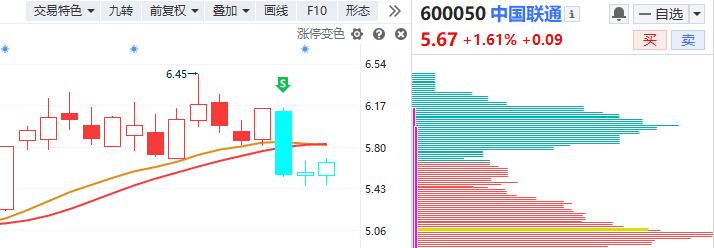 交易特色 九转 前复权 叠加 画线 F10 形态
涨停变色
6.54
6.45
S
6.17
5.80
5.43
5.06
600050 中国联通 i
一 自选
5.67 +1.61% +0.09
买 卖